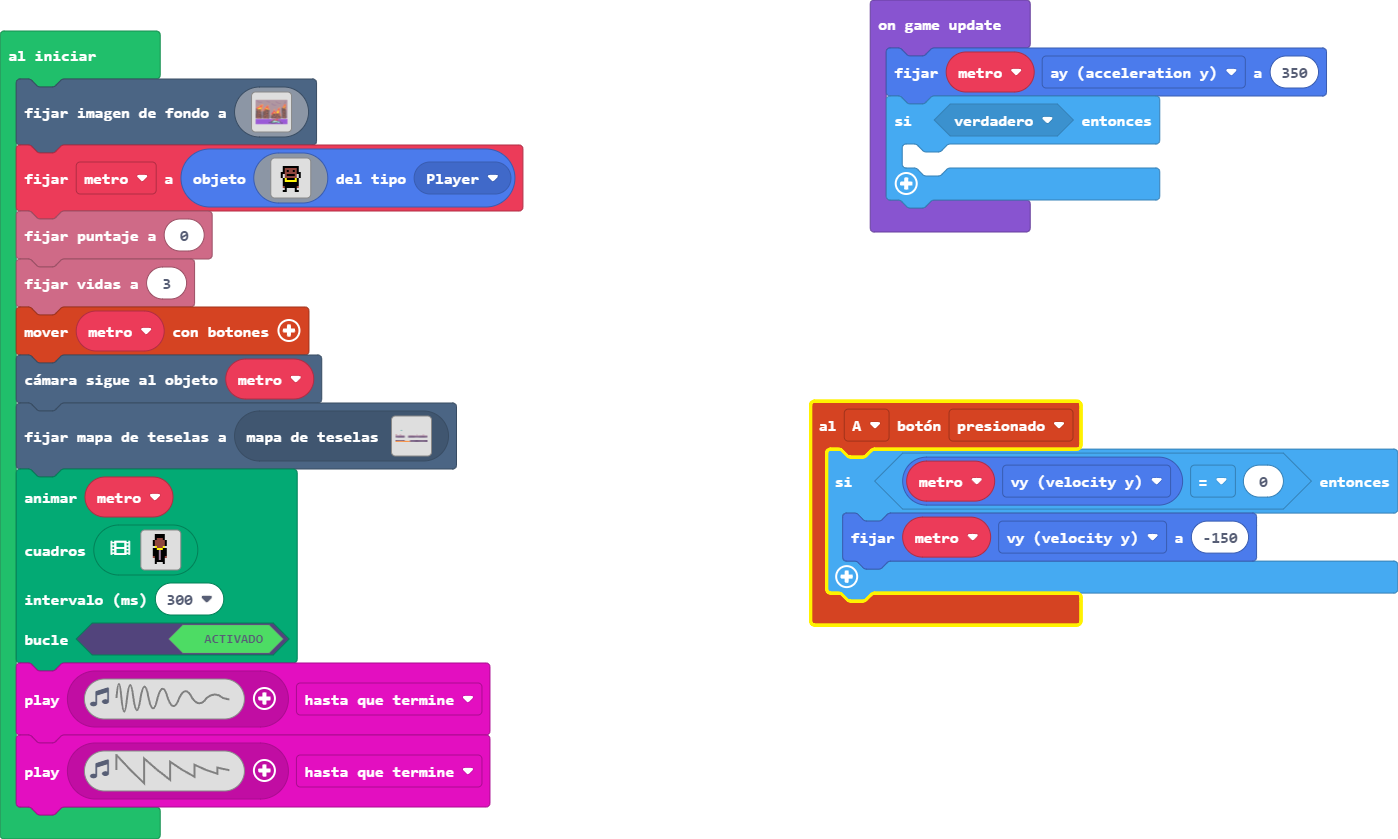 al iniciar
fijar imagen de fondo a
fijar metro a objeto del tipo Player
fijar puntaje a 0
fijar vidas a 3
mover metro con botones
cámara sigue al objeto metro
fijar mapa de teselas a mapa de teselas
animar metro
cuadros
intervalo (ms) 300
bucle ACTIVADO
play hasta que termine
play hasta que termine
on game update
fijar metro ay (acceleration y) a 350
si verdadero entonces
al A botón presionado
si metro vy (velocity y) = 0 entonces
fijar metro vy (velocity y) a -150